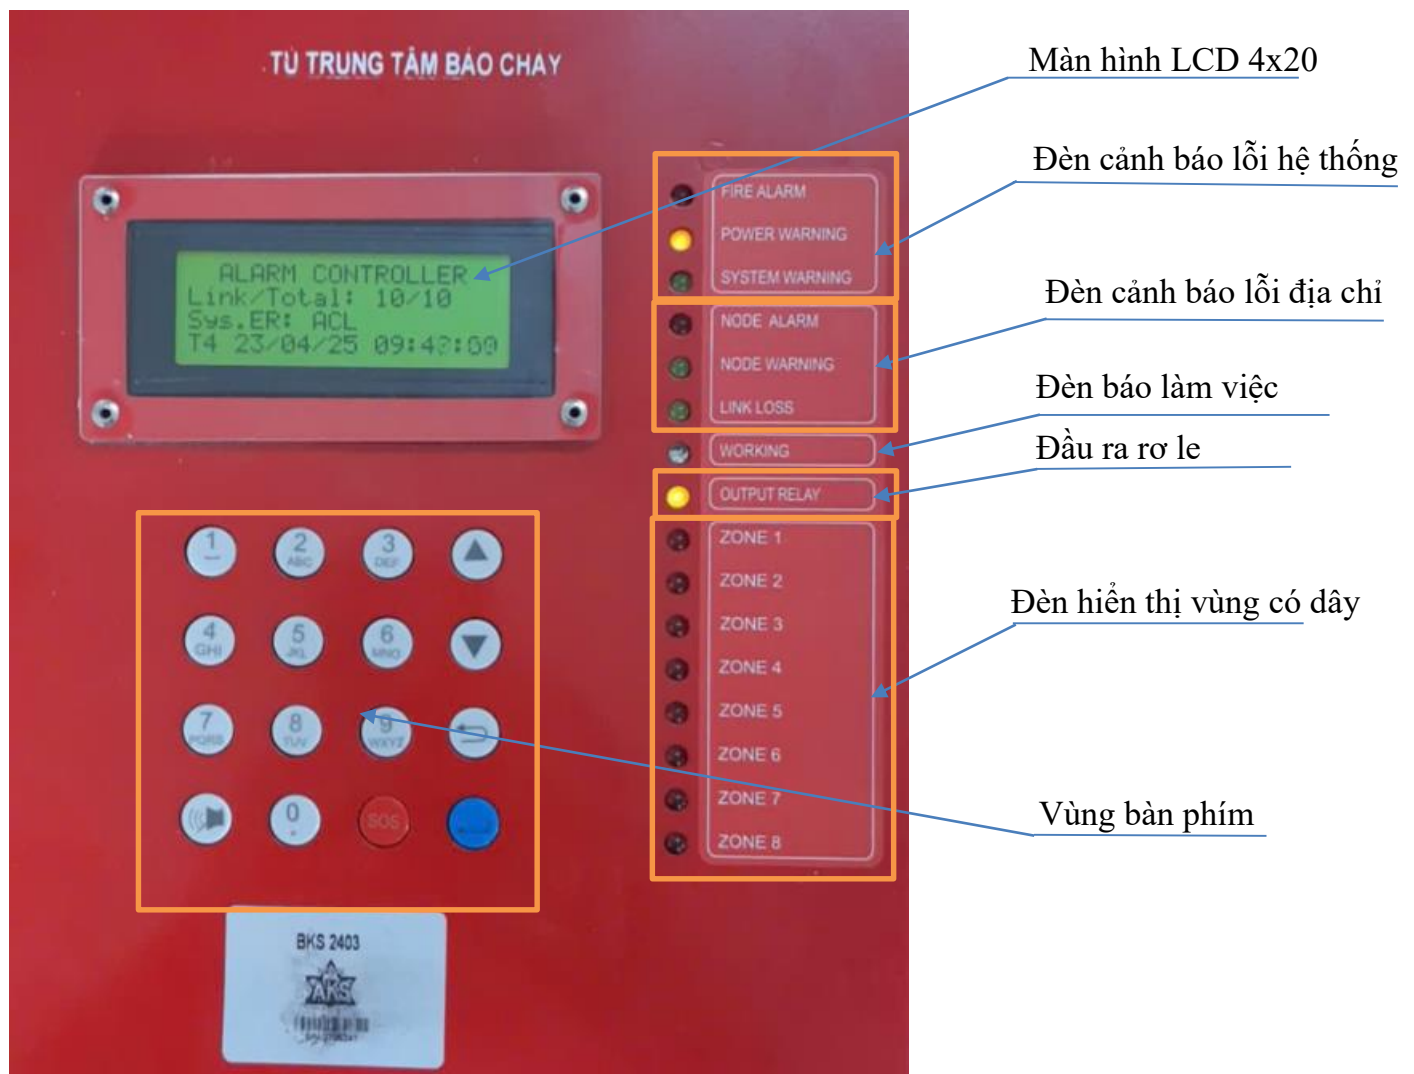 TỦ TRUNG TÂM BÁO CHÁY
Màn hình LCD 4x20
Đèn cảnh báo lỗi hệ thống
FIRE ALARM
POWER WARNING
SYSTEM WARNING
ALARM CONTROLLER
Link/Total: 10/10
Sys.ER: ACL
T4 23/04/25
Đèn cảnh báo lỗi địa chỉ
NODE ALARM
NODE WARNING
LINK LOSS
Đèn báo làm việc
WORKING
Đầu ra rơ le
OUTPUT RELAY
ZONE 1
ZONE 2
ZONE 3
ZONE 4
ZONE 5
ZONE 6
ZONE 7
ZONE 8
Đèn hiển thị vùng có dây
1
2 ABC
3 DEF
4 GHI
5 JKL
6 MNO
7 PQRS
8 TUV
9 WXYZ
0
SOS
Vùng bàn phím
BKS 2403
AKS